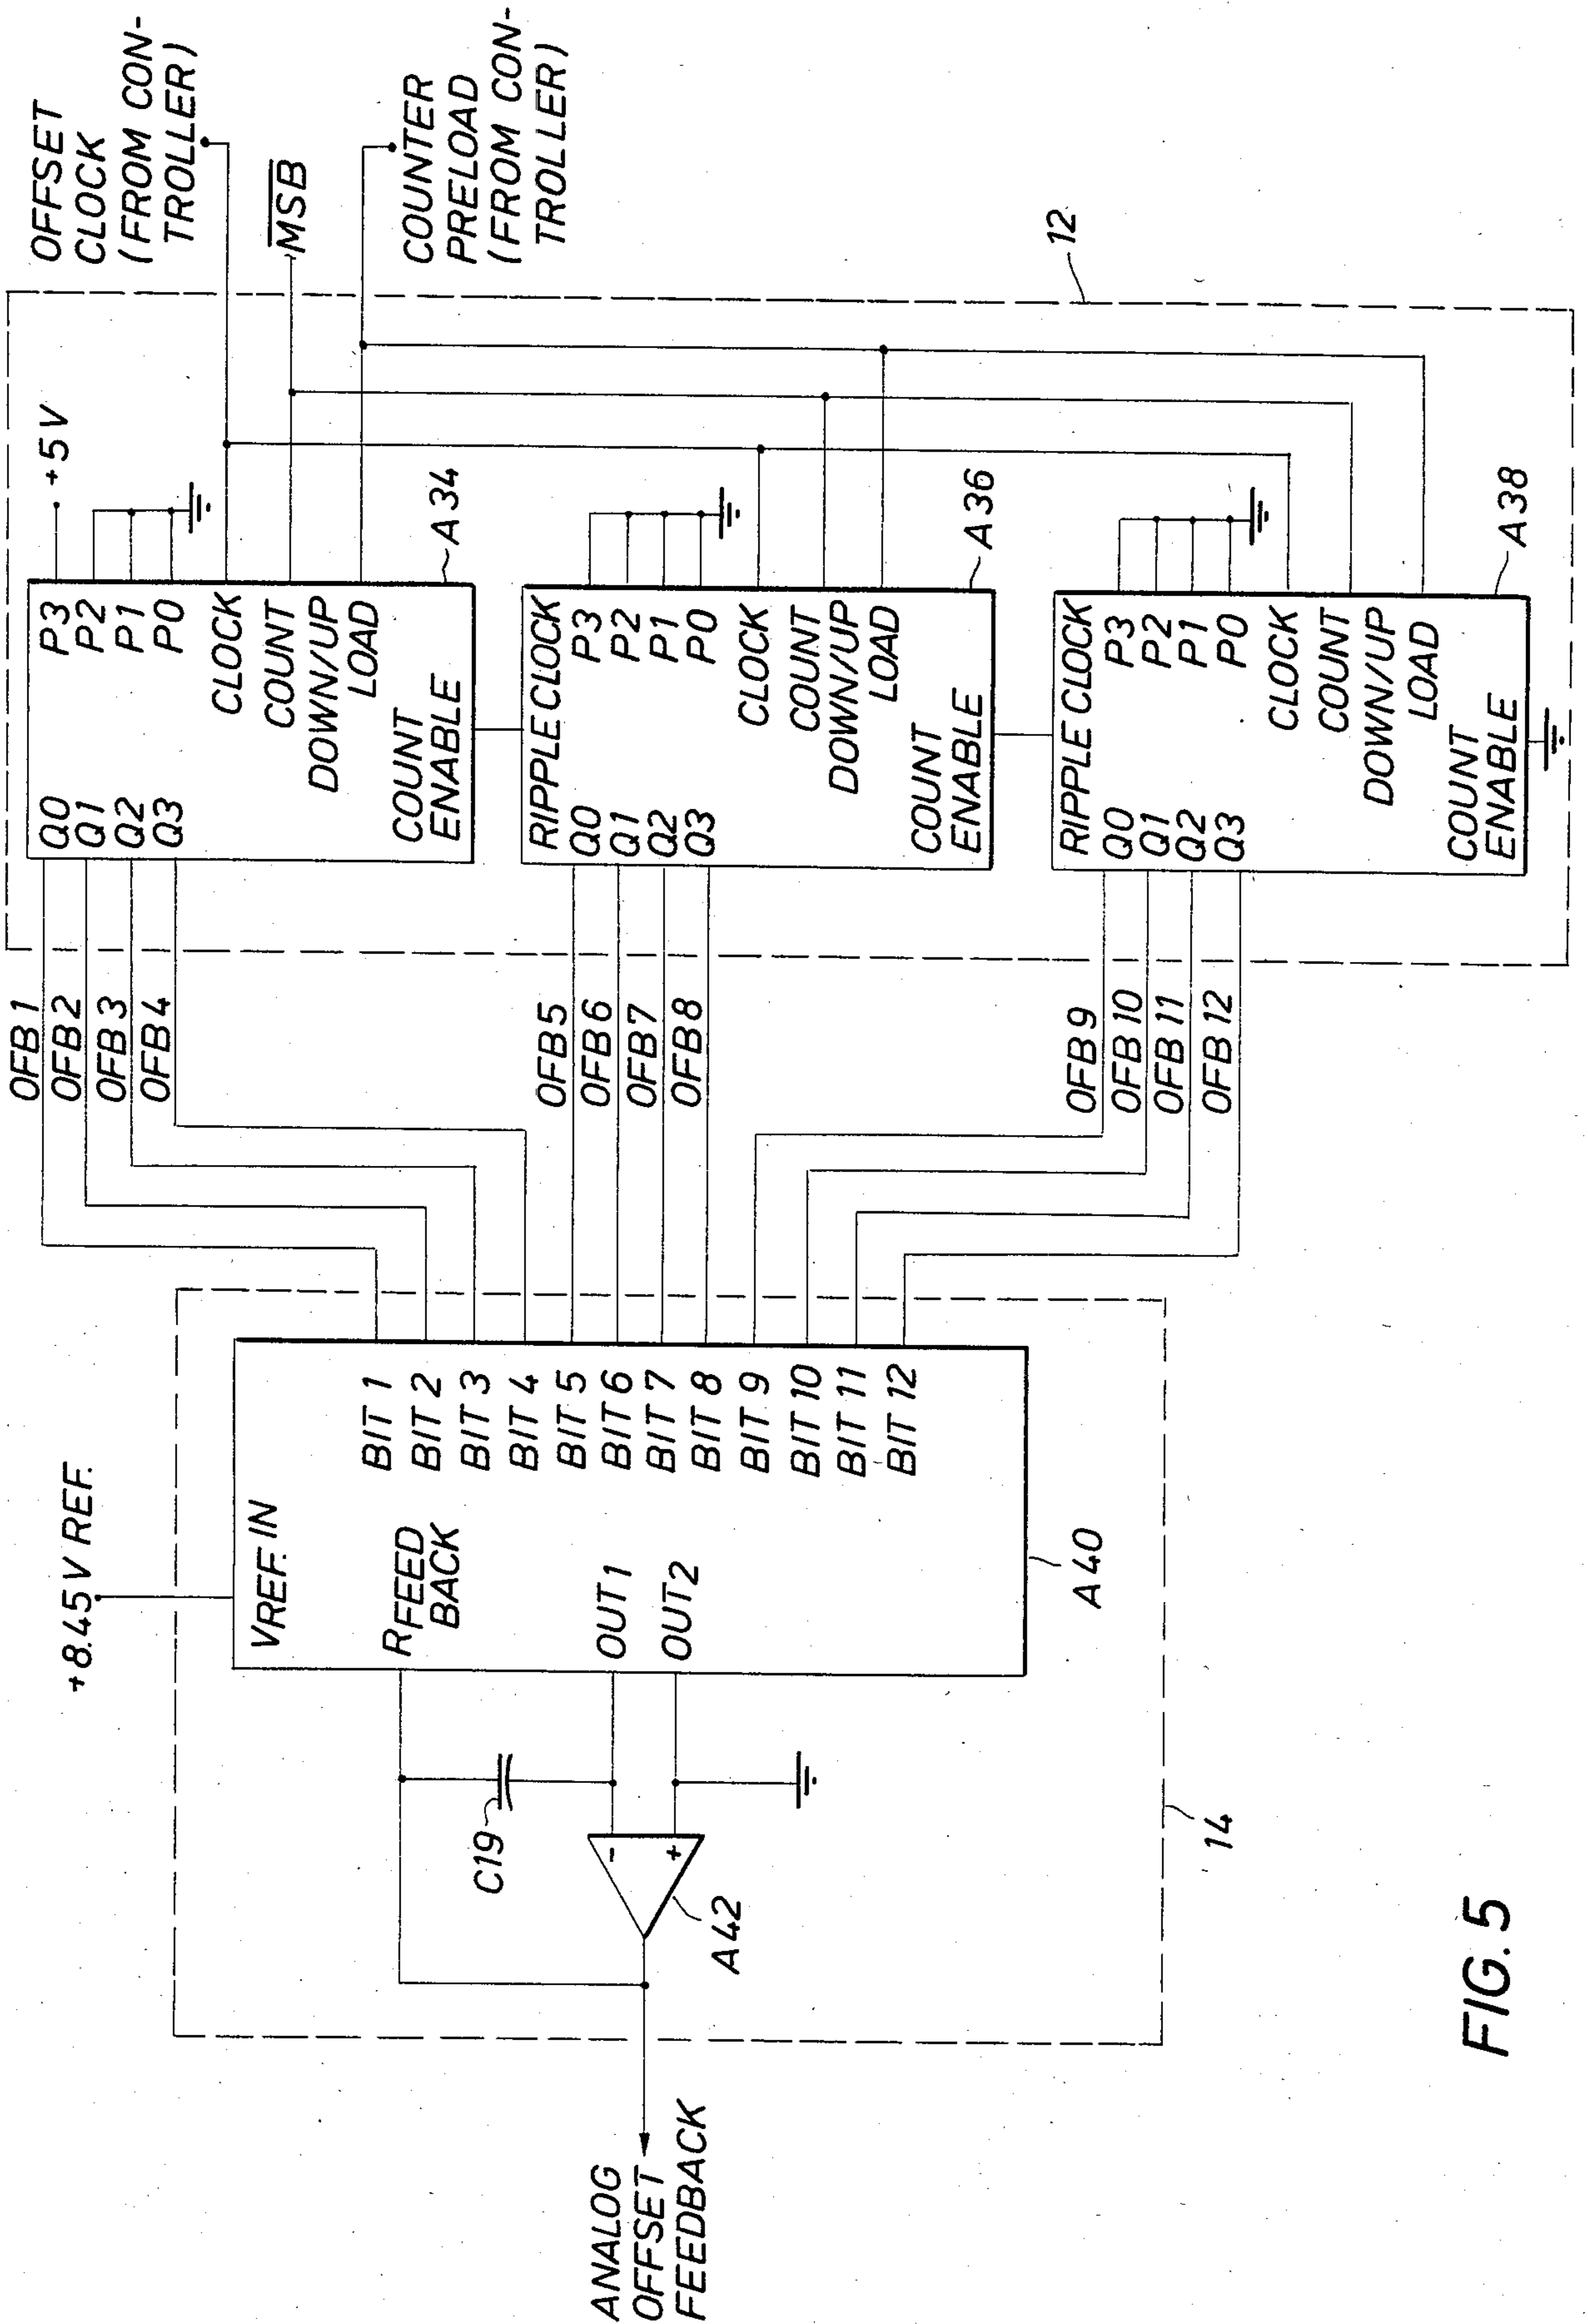 OFFSET
CLOCK
(FROM CON-
TROLLER)
MSB
COUNTER
PRELOAD
(FROM CON-
TROLLER)
12
+5V
P3
P2
P1
P0
CLOCK
COUNT
DOWN/UP
LOAD
COUNT
ENABLE
Q0
Q1
Q2
Q3
A34
RIPPLE CLOCK
P3
P2
P1
P0
CLOCK
COUNT
DOWN/UP
LOAD
COUNT
ENABLE
Q0
Q1
Q2
Q3
A36
RIPPLE CLOCK
P3
P2
P1
P0
CLOCK
COUNT
DOWN/UP
LOAD
COUNT
ENABLE
Q0
Q1
Q2
Q3
A38
OFB1
OFB2
OFB3
OFB4
OFB5
OFB6
OFB7
OFB8
OFB9
OFB10
OFB11
OFB12
+8.45V REF.
VREF. IN
BIT 1
BIT 2
BIT 3
BIT 4
BIT 5
BIT 6
BIT 7
BIT 8
BIT 9
BIT 10
BIT 11
BIT 12
RFEED
BACK
OUT1
OUT2
A40
C19
-
+
A42
14
ANALOG
OFFSET
FEEDBACK
FIG. 5